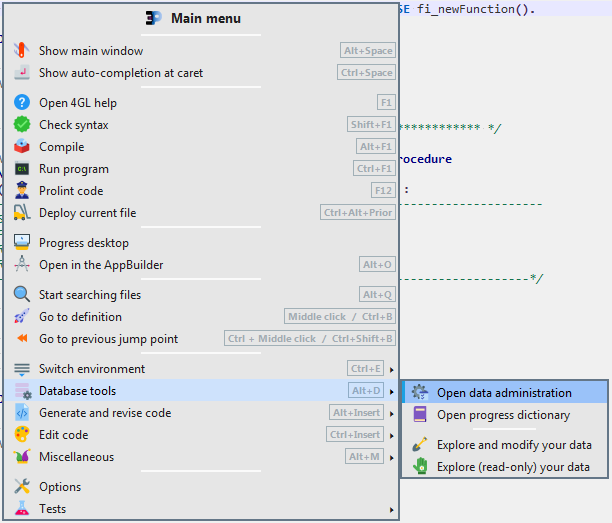 3P Main menu
SE fi_newFunction().
Show main window Alt+Space
Show auto-completion at caret Ctrl+Space
Open 4GL help F1
Check syntax Shift+F1
************ */
Compile Alt+F1
rocedure
Run program Ctrl+F1
Prolint code F12
:
Deploy current file Ctrl+Alt+Prior
Progress desktop
Open in the AppBuilder Alt+O
*/
Start searching files Alt+Q
Go to definition Middle click / Ctrl+B
Go to previous jump point Ctrl + Middle click / Ctrl+Shift+B
Switch environment Ctrl+E
Database tools Alt+D
Open data administration
Generate and revise code Alt+Insert
Open progress dictionary
Edit code Ctrl+Insert
Explore and modify your data
Miscellaneous Alt+M
Explore (read-only) your data
Options
Tests